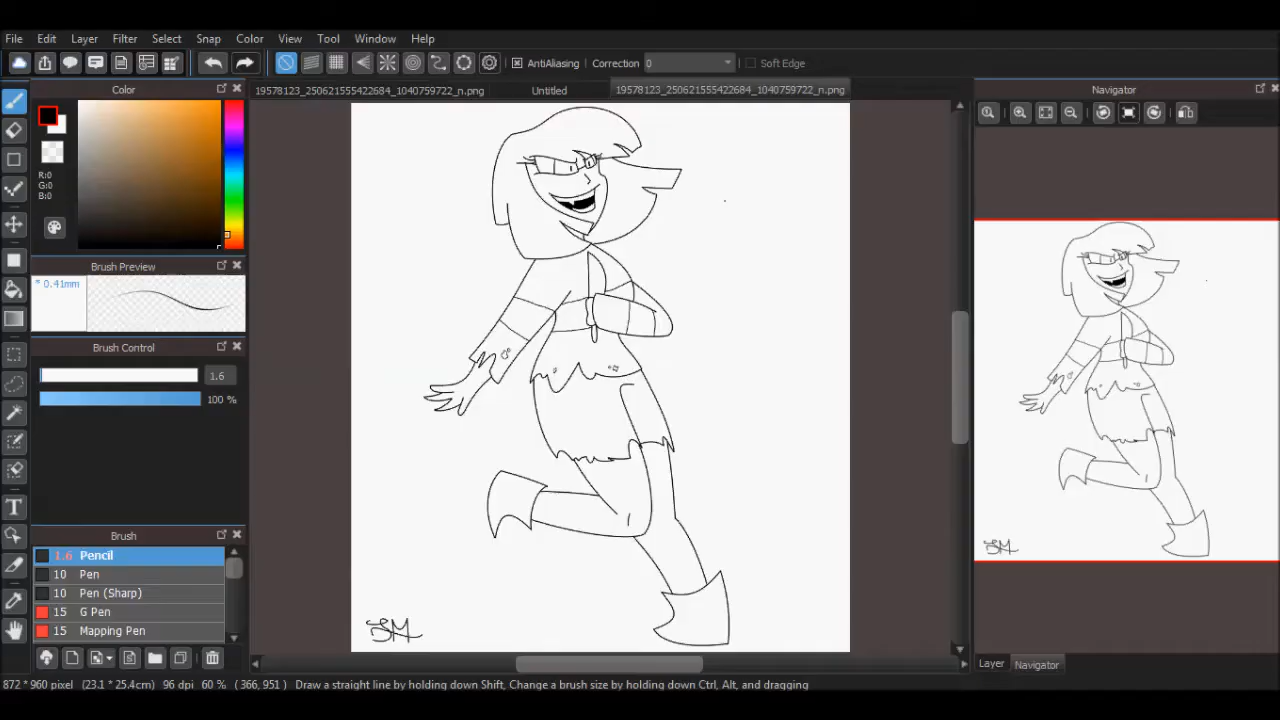 File Edit Layer Filter Select Snap Color View Tool Window Help
AntiAliasing Correction 0 Soft Edge
Color
19578123_250621555422684_1040759722_n.png Untitled 19578123_250621555422684_1040759722_n.png
Navigator
R:0
G:0
B:0
Brush Preview
* 0.41mm
Brush Control
1.6
100 %
Brush
1.6 Pencil
10 Pen
10 Pen (Sharp)
15 G Pen
15 Mapping Pen
Layer Navigator
872 * 960 pixel (23.1 * 25.4cm) 96 dpi 60 % ( 366, 951 ) Draw a straight line by holding down Shift, Change a brush size by holding down Ctrl, Alt, and dragging